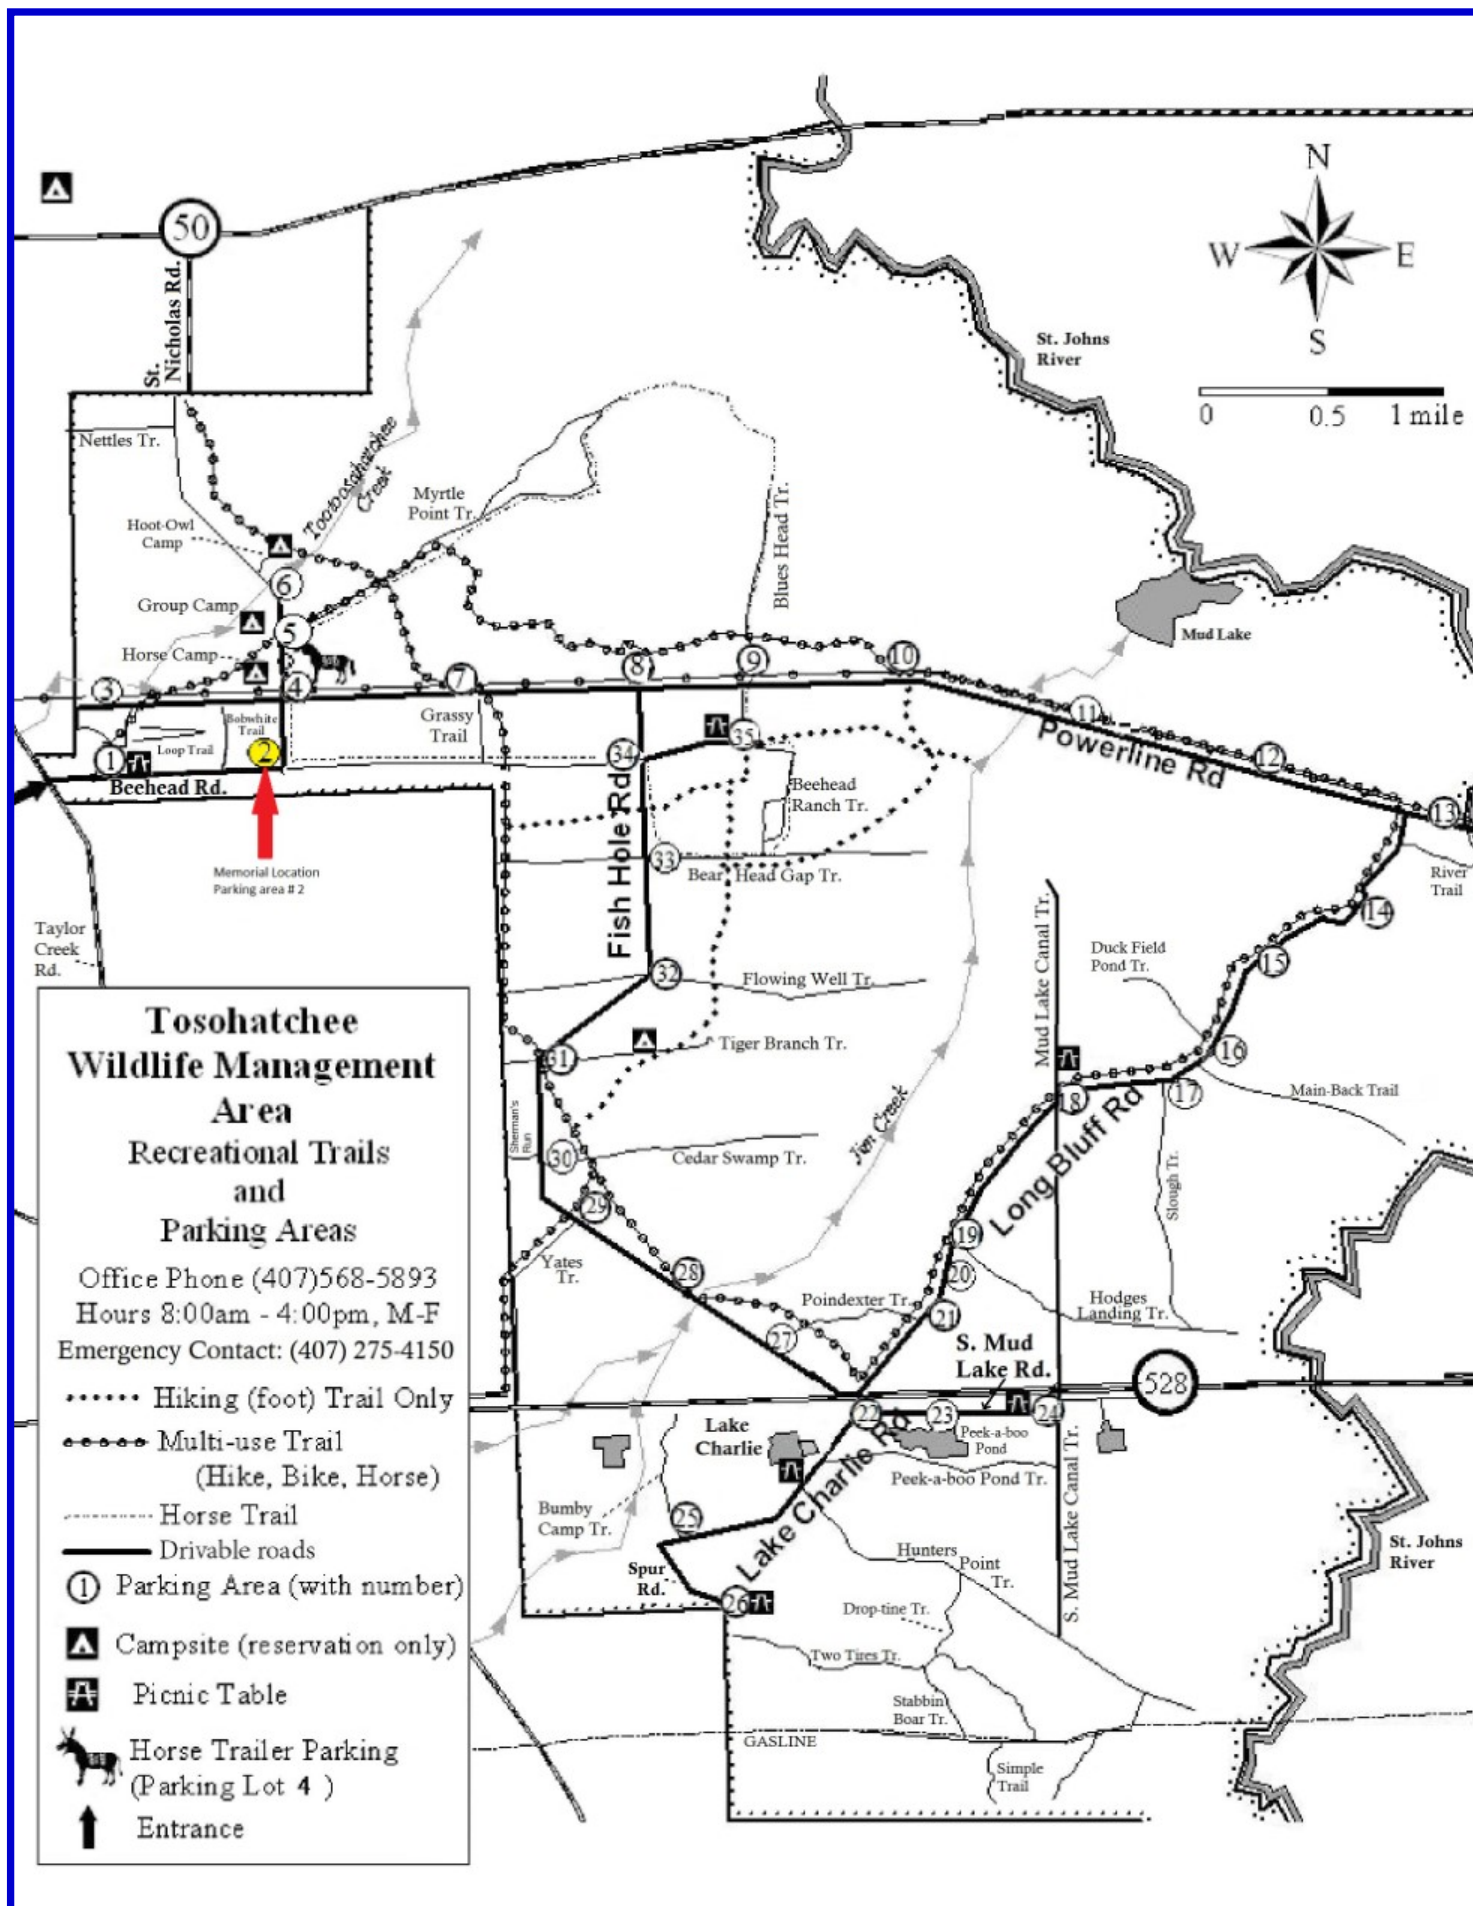 N
W
E
S
0
0.5
1 mile
50
St.
Nicholas Rd.
St. Johns
River
Nettles Tr.
Tootoosahatchee
Creek
Myrtle
Point Tr.
Hoot-Owl
Camp
Blues Head Tr.
6
Group Camp
5
Mud Lake
Horse Camp
3
4
7
8
9
10
11
12
13
Powerline Rd
Grassy
Trail
Bobwhite
Trail
Loop Trail
1
2
34
35
Beehead Rd.
Beehead
Ranch Tr.
Fish Hole Rd
33
Bear Head Gap Tr.
River
Trail
Memorial Location
Parking area # 2
14
Taylor
Creek
Rd.
Mud Lake Canal Tr.
Duck Field
Pond Tr.
15
32
Flowing Well Tr.
Tiger Branch Tr.
31
16
17
18
Main-Back Trail
Sherman's
Run
30
Cedar Swamp Tr.
Jim Creek
Long Bluff Rd
Slough Tr.
29
19
Yates
Tr.
28
20
Poindexter Tr.
21
Hodges
Landing Tr.
27
S. Mud
Lake Rd.
528
22
23
24
Lake
Charlie
Peek-a-boo
Pond
Peek-a-boo Pond Tr.
Lake Charlie Rd
S. Mud Lake Canal Tr.
Bumby
Camp Tr.
25
Spur
Rd.
26
Hunters
Point
Tr.
St. Johns
River
Drop-tine Tr.
Two Tires Tr.
Stabbin
Boar Tr.
GASLINE
Simple
Trail
Tosohatchee
Wildlife Management
Area
Recreational Trails
and
Parking Areas
Office Phone (407)568-5893
Hours 8:00am - 4:00pm, M-F
Emergency Contact: (407) 275-4150
Hiking (foot) Trail Only
Multi-use Trail
(Hike, Bike, Horse)
Horse Trail
Drivable roads
1 Parking Area (with number)
Campsite (reservation only)
Picnic Table
Horse Trailer Parking
(Parking Lot 4 )
Entrance